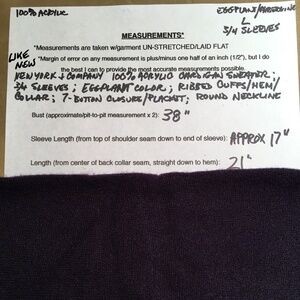 100% ACRYLIC
EGGPLANT/
L
3/4 SLEEVES
MEASUREMENTS*
*Measurements are taken w/garment UN-STRETCHED/LAID FLAT
LIKE NEW
*Margin of error on any measurement is plus/minus one half of an inch (1/2"), but I do
the best I can to provide the most accurate measurements possible.
NEW YORK + COMPANY 100% ACRYLIC CARDIGAN SWEATER;
3/4 SLEEVES; EGGPLANT COLOR; RIBBED CUFFS/HEM/
COLLAR; 7-BUTTON CLOSURE/PLACKET; ROUND NECKLINE
Bust (approximate/pit-to-pit measurement x 2): 38"
Sleeve Length (from top of shoulder seam down to end of sleeve): APPROX 17"
Length (from center of back collar seam, straight down to hem): 21"